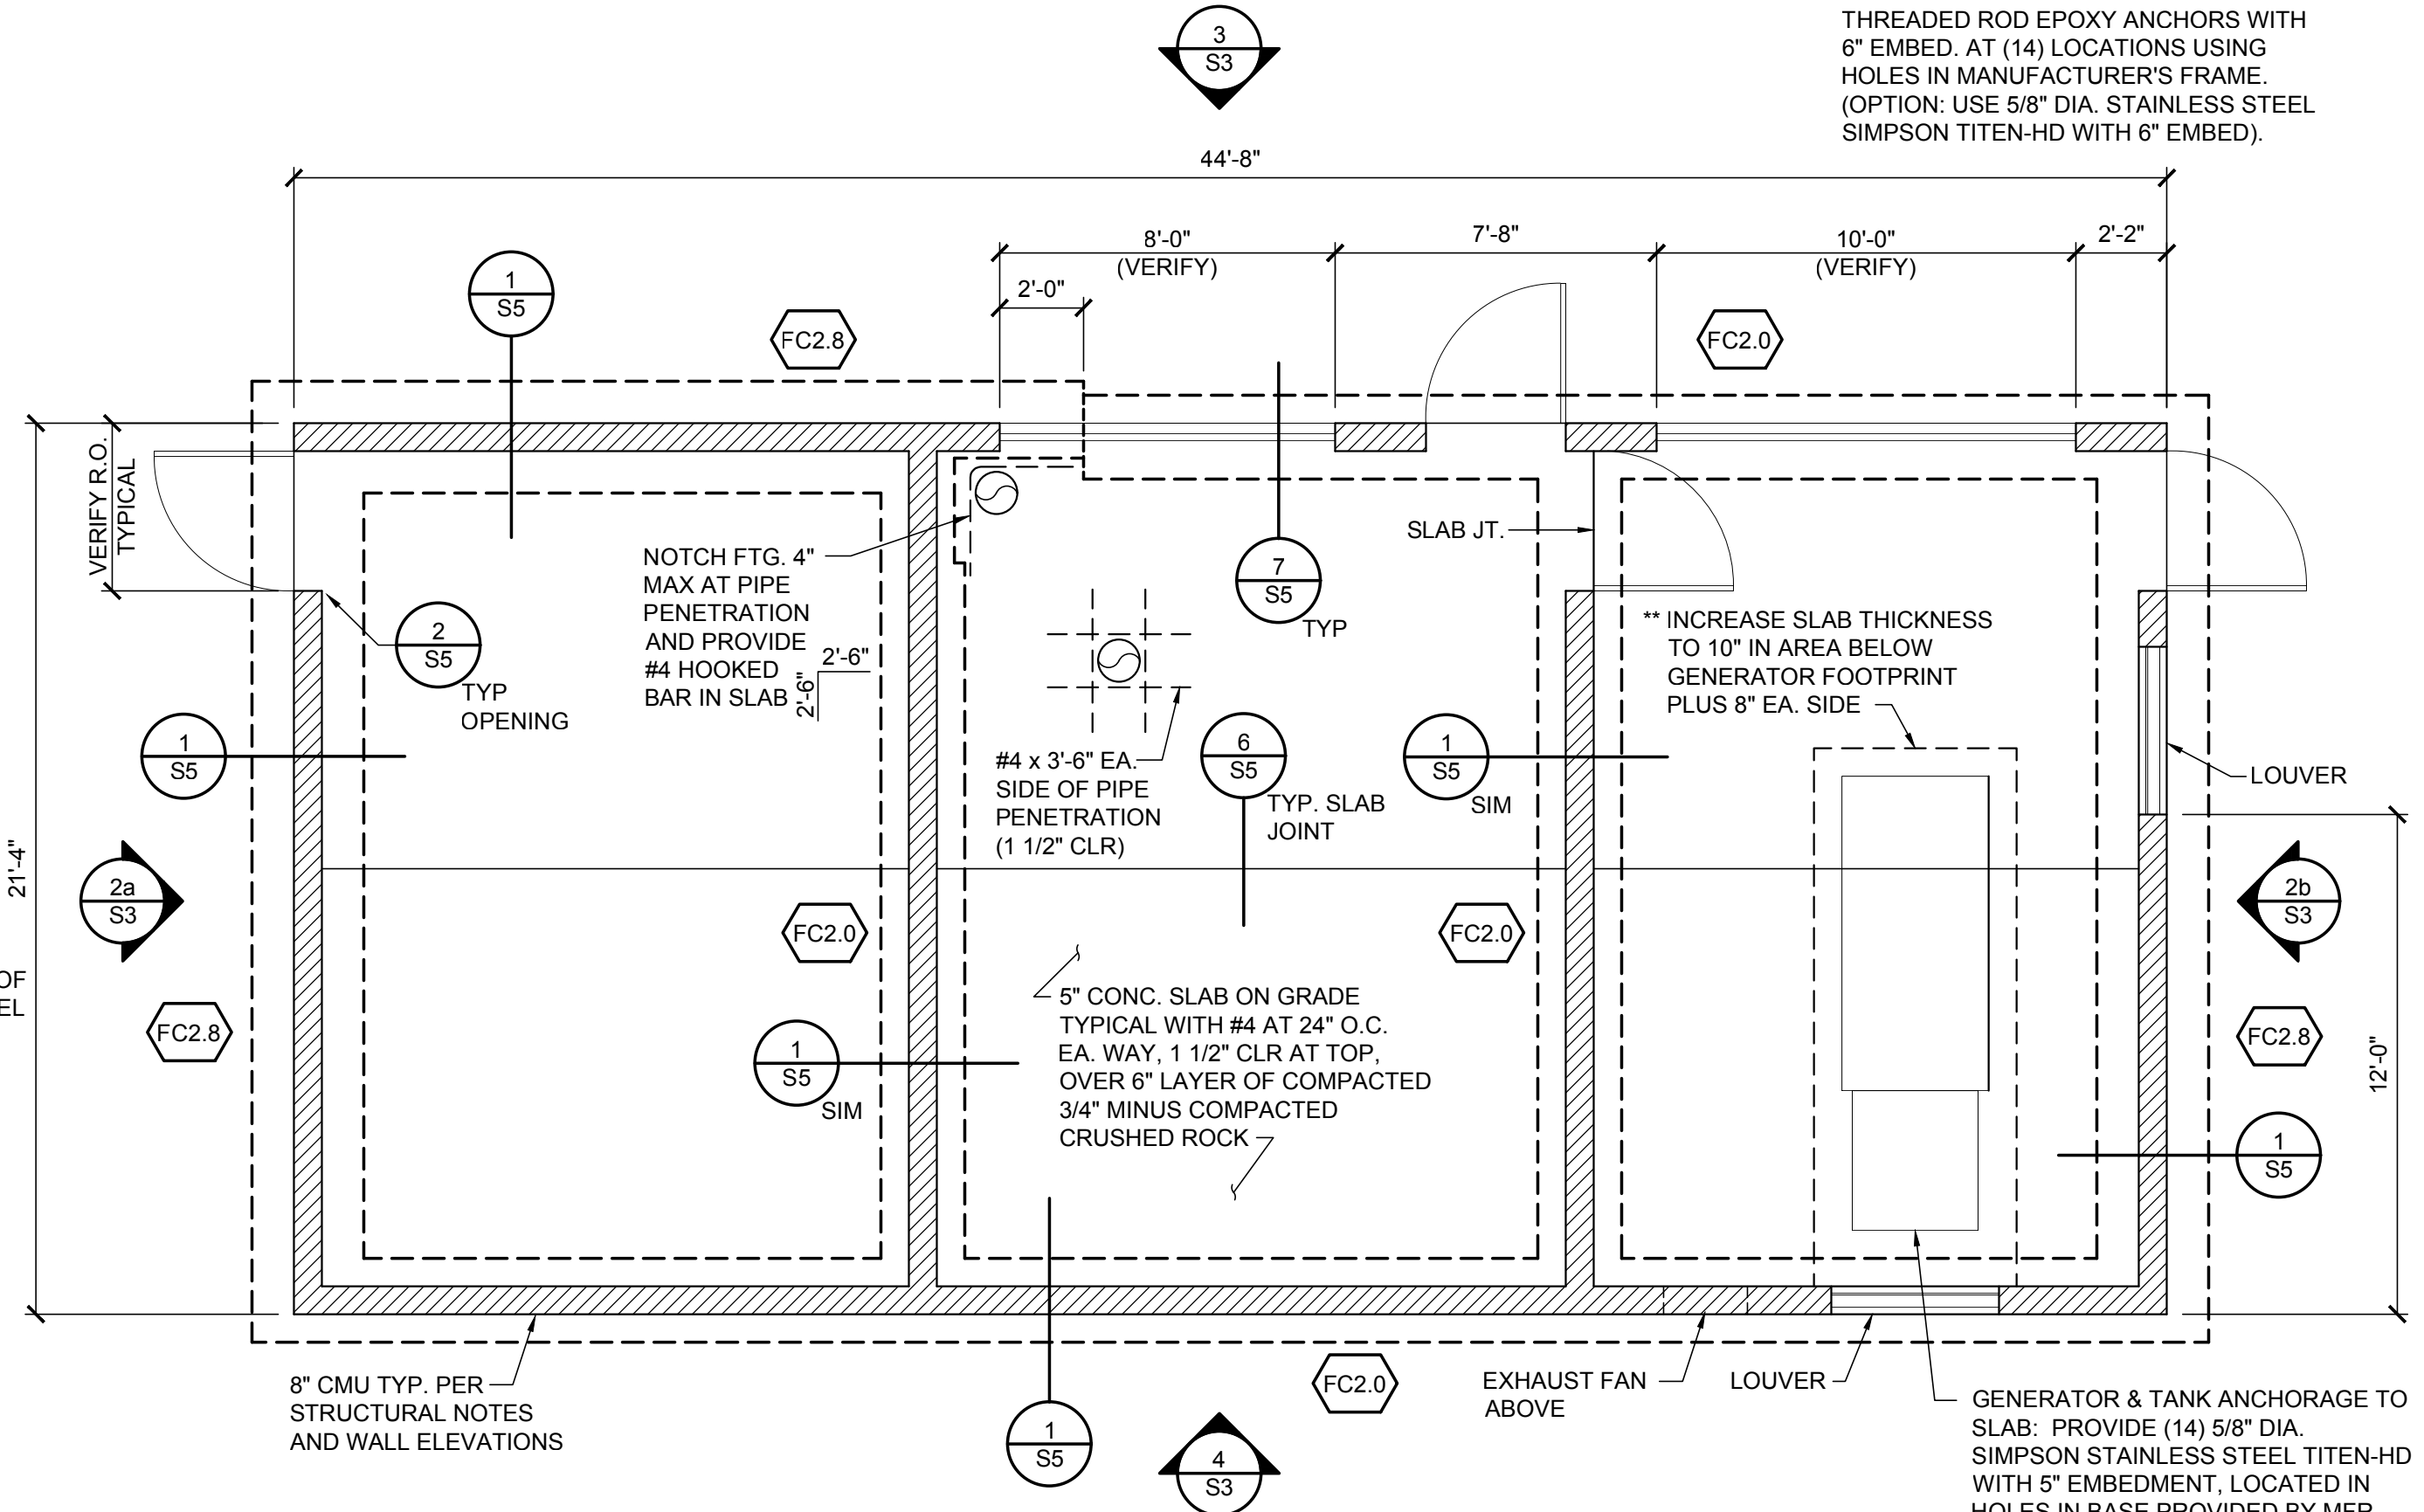 3
S3
THREADED ROD EPOXY ANCHORS WITH
6" EMBED. AT (14) LOCATIONS USING
HOLES IN MANUFACTURER'S FRAME.
(OPTION: USE 5/8" DIA. STAINLESS STEEL
SIMPSON TITEN-HD WITH 6" EMBED).
44'-8"
8'-0"
(VERIFY)
7'-8"
10'-0"
(VERIFY)
2'-2"
2'-0"
1
S5
FC2.8
FC2.0
VERIFY R.O.
TYPICAL
NOTCH FTG. 4"
MAX AT PIPE
PENETRATION
AND PROVIDE
#4 HOOKED
BAR IN SLAB
2'-6"
2'-6"
SLAB JT.
7
S5
TYP
2
S5
TYP
OPENING
** INCREASE SLAB THICKNESS
TO 10" IN AREA BELOW
GENERATOR FOOTPRINT
PLUS 8" EA. SIDE
1
S5
#4 x 3'-6" EA.
SIDE OF PIPE
PENETRATION
(1 1/2" CLR)
6
S5
TYP. SLAB
JOINT
1
S5
SIM
LOUVER
21'-4"
2a
S3
2b
S3
FC2.0
FC2.0
OF
EL
FC2.8
FC2.8
12'-0"
5" CONC. SLAB ON GRADE
TYPICAL WITH #4 AT 24" O.C.
EA. WAY, 1 1/2" CLR AT TOP,
OVER 6" LAYER OF COMPACTED
3/4" MINUS COMPACTED
CRUSHED ROCK
1
S5
SIM
1
S5
8" CMU TYP. PER
STRUCTURAL NOTES
AND WALL ELEVATIONS
1
S5
4
S3
FC2.0
EXHAUST FAN
ABOVE
LOUVER
GENERATOR & TANK ANCHORAGE TO
SLAB: PROVIDE (14) 5/8" DIA.
SIMPSON STAINLESS STEEL TITEN-HD
WITH 5" EMBEDMENT, LOCATED IN
HOLES IN BASE PROVIDED BY MFR